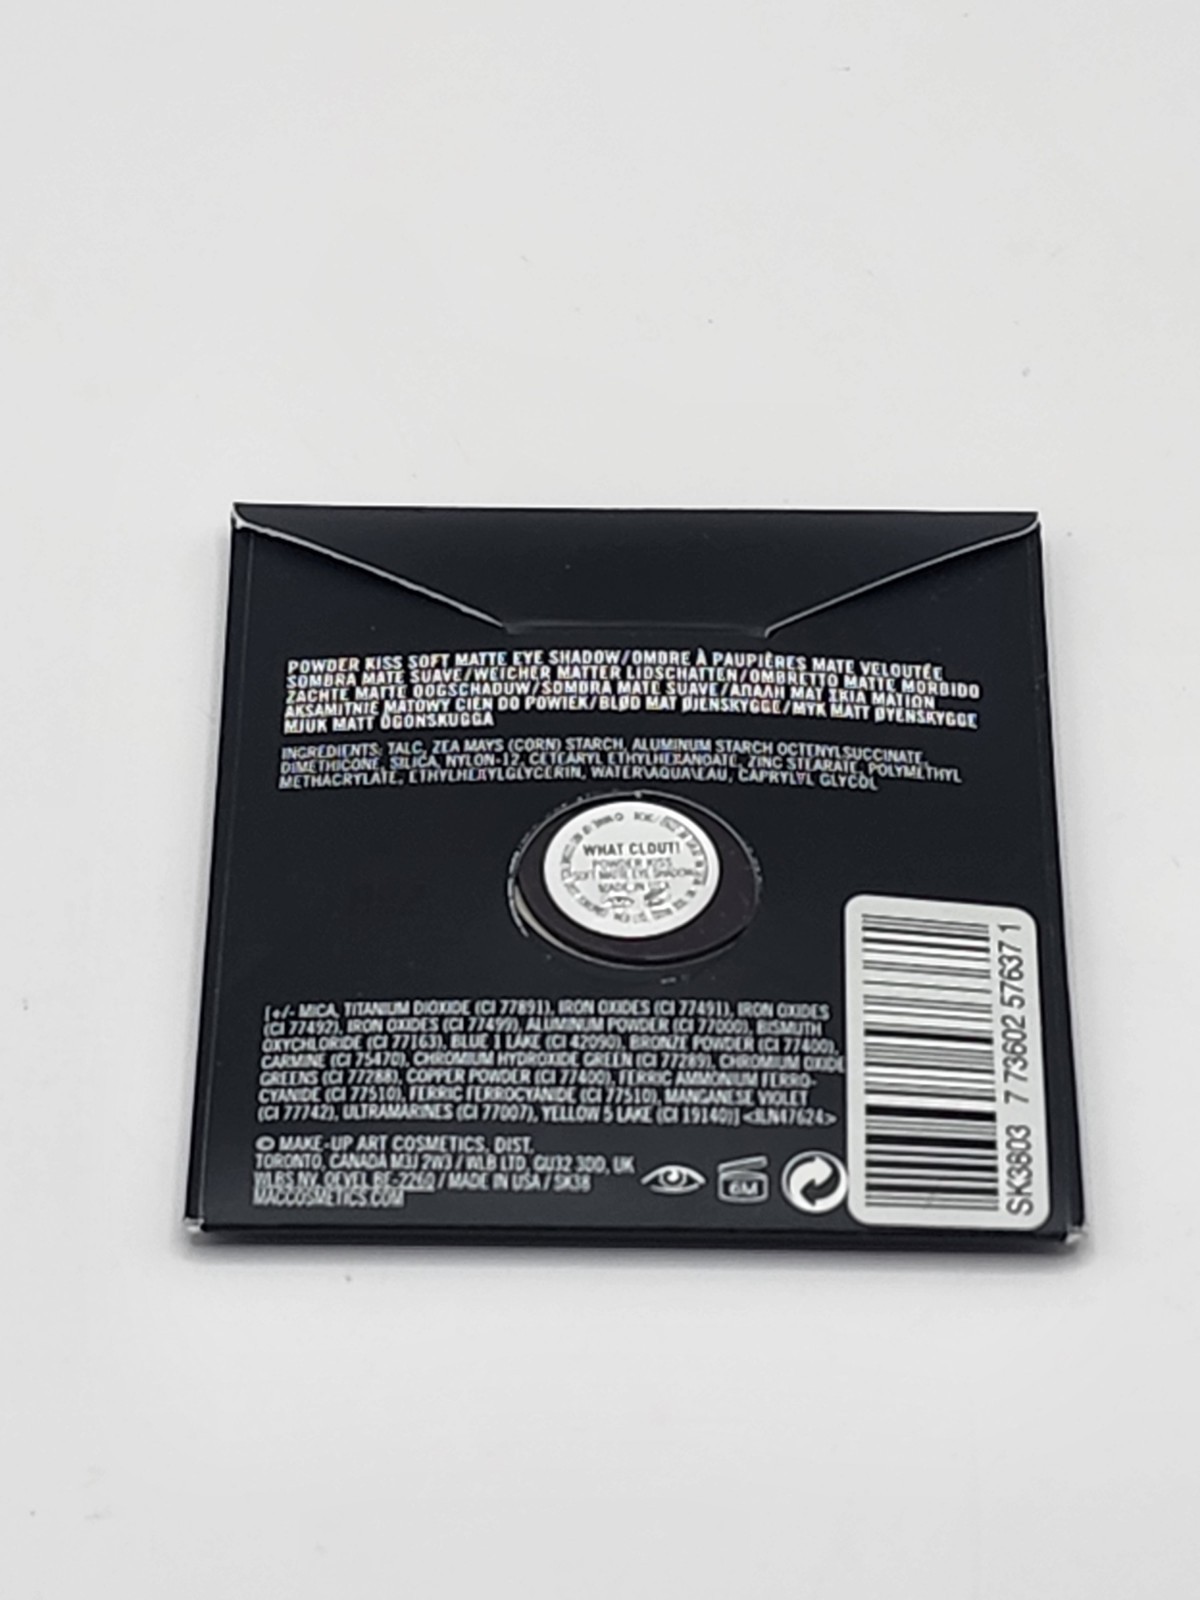 POWDER KISS SOFT MATTE EYE SHADOW/OMBRE À PAUPIÈRES MATE VELOUTÉE
SOMBRA MATE SUAVE/WEICHER MATTER LIDSCHATTEN/OMBRETTO MATTE MORBIDO
ZACHTE MATTE OOGSCHADUW/SOMBRA MATE SUAVE/ΑΠΑΛΗ ΜΑΤ ΣΚΙΑ ΜΑΤΙΩΝ
AKSAMITNIE MATOWY CIEN DO POWIEK/BLØD MAT ØJENSKYGGE/MYK MATT ØYENSKYGGE
MJUK MATT ÖGONSKUGGA
INGREDIENTS: TALC, ZEA MAYS (CORN) STARCH, ALUMINUM STARCH OCTENYLSUCCINATE,
DIMETHICONE, SILICA, NYLON-12, CETEARYL ETHYLHEXANOATE, ZINC STEARATE, POLYMETHYL
METHACRYLATE, ETHYLHEXYLGLYCERIN, WATER\AQUA\EAU, CAPRYLYL GLYCOL
WHAT CLOUT!
POWDER KISS
SOFT MATTE EYE SHADOW
MADE IN USA
[+/- MICA, TITANIUM DIOXIDE (CI 77891), IRON OXIDES (CI 77491), IRON OXIDES
(CI 77492), IRON OXIDES (CI 77499), ALUMINUM POWDER (CI 77000), BISMUTH
OXYCHLORIDE (CI 77163), BLUE 1 LAKE (CI 42090), BRONZE POWDER (CI 77400),
CARMINE (CI 75470), CHROMIUM HYDROXIDE GREEN (CI 77289), CHROMIUM OXIDE
GREENS (CI 77288), COPPER POWDER (CI 77400), FERRIC AMMONIUM FERRO-
CYANIDE (CI 77510), FERRIC FERROCYANIDE (CI 77510), MANGANESE VIOLET
(CI 77742), ULTRAMARINES (CI 77007), YELLOW 5 LAKE (CI 19140)] <ILN47624>
© MAKE-UP ART COSMETICS, DIST.
TORONTO, CANADA M3J 2W3 / WLB LTD, GU32 3DD, UK
WLBS NV, OEVEL BE-2260 / MADE IN USA / SK38
MACCOSMETICS.COM
6M
SK3803 7 73602 57637 1